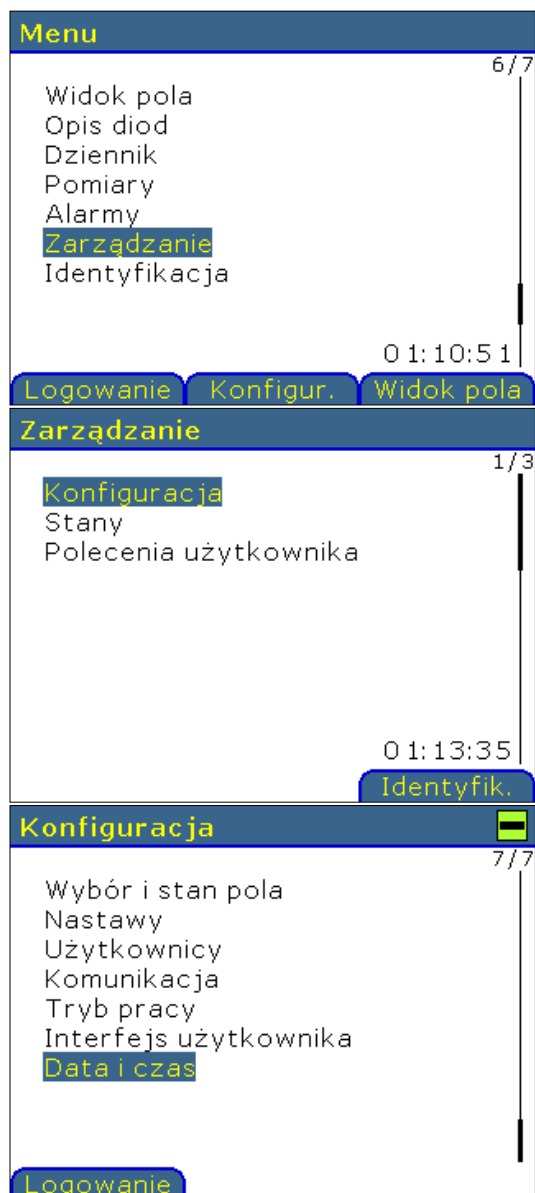 Menu
6/7
Widok pola
Opis diod
Dziennik
Pomiary
Alarmy
Zarządzanie
Identyfikacja
01:10:51
Logowanie Konfigur. Widok pola
Zarządzanie
1/3
Konfiguracja
Stany
Polecenia użytkownika
01:13:35
Identyfik.
Konfiguracja
7/7
Wybór i stan pola
Nastawy
Użytkownicy
Komunikacja
Tryb pracy
Interfejs użytkownika
Data i czas
Logowanie